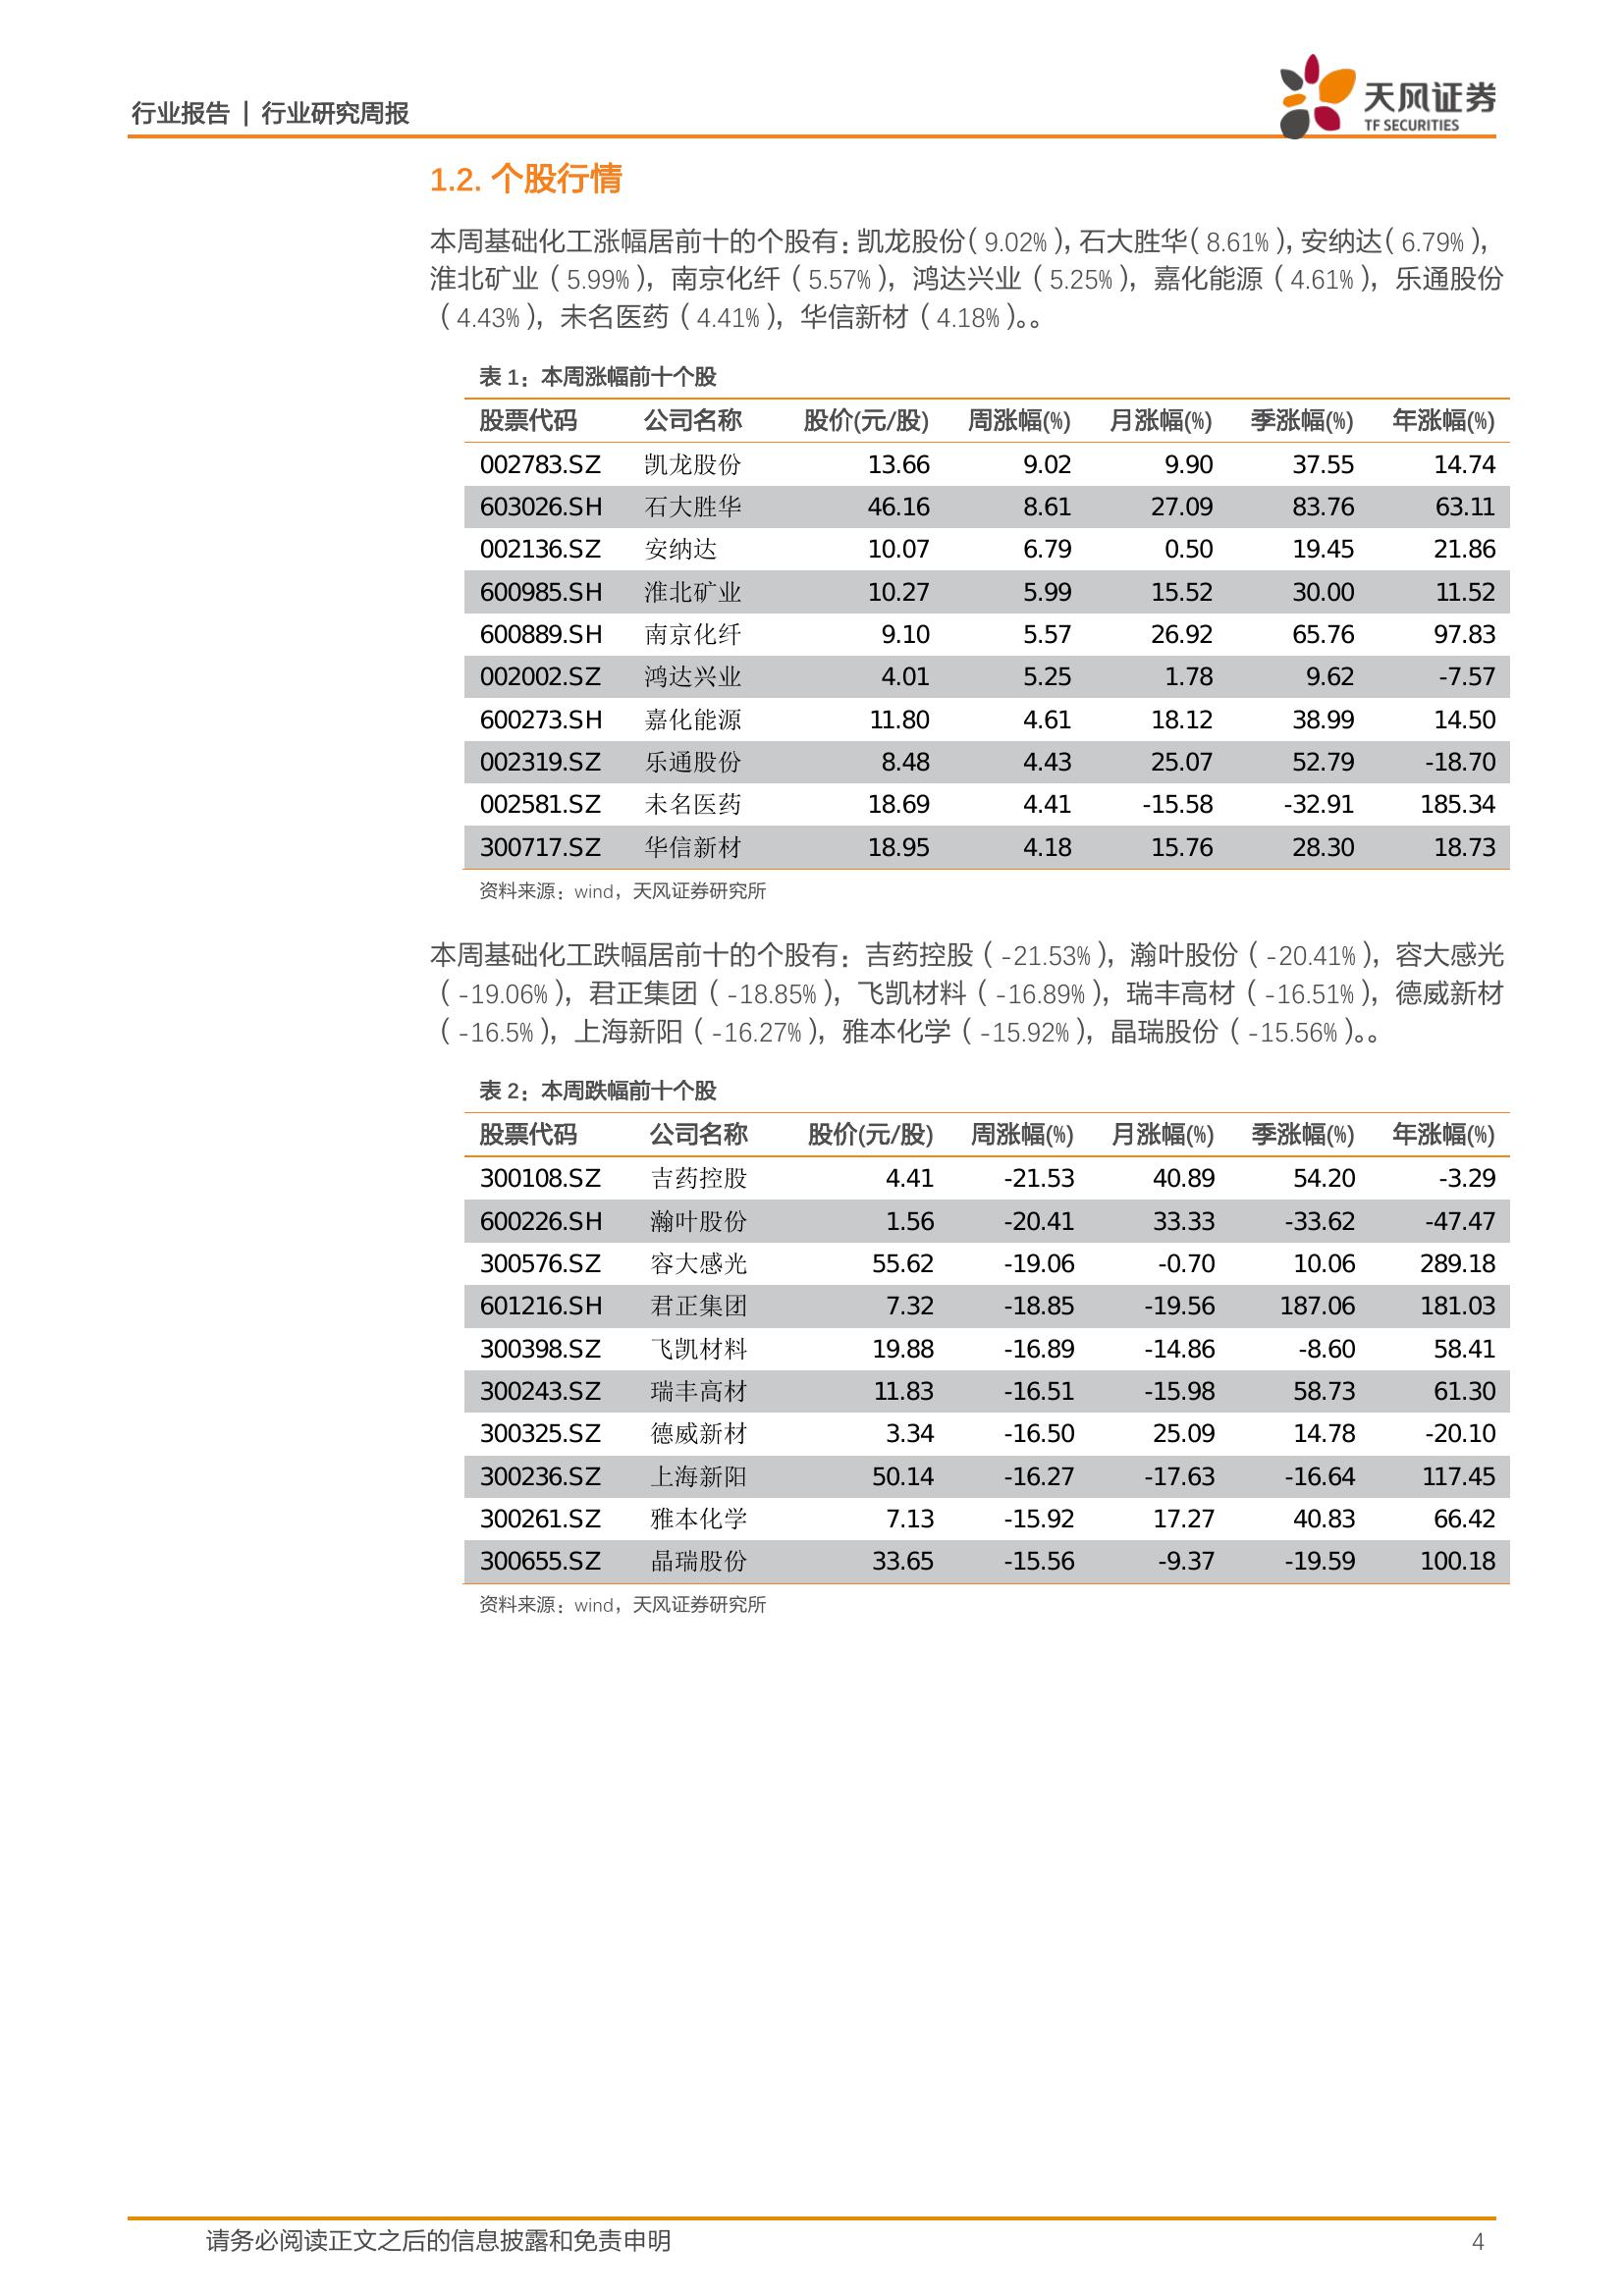 行业报告 | 行业研究周报
天风证券
TF SECURITIES
1.2. 个股行情
本周基础化工涨幅居前十的个股有：凯龙股份（9.02%），石大胜华（8.61%），安纳达（6.79%），
淮北矿业（5.99%），南京化纤（5.57%），鸿达兴业（5.25%），嘉化能源（4.61%），乐通股份
（4.43%），未名医药（4.41%），华信新材（4.18%）。。
表 1：本周涨幅前十个股
股票代码 公司名称 股价(元/股) 周涨幅(%) 月涨幅(%) 季涨幅(%) 年涨幅(%)
002783.SZ 凯龙股份 13.66 9.02 9.90 37.55 14.74
603026.SH 石大胜华 46.16 8.61 27.09 83.76 63.11
002136.SZ 安纳达 10.07 6.79 0.50 19.45 21.86
600985.SH 淮北矿业 10.27 5.99 15.52 30.00 11.52
600889.SH 南京化纤 9.10 5.57 26.92 65.76 97.83
002002.SZ 鸿达兴业 4.01 5.25 1.78 9.62 -7.57
600273.SH 嘉化能源 11.80 4.61 18.12 38.99 14.50
002319.SZ 乐通股份 8.48 4.43 25.07 52.79 -18.70
002581.SZ 未名医药 18.69 4.41 -15.58 -32.91 185.34
300717.SZ 华信新材 18.95 4.18 15.76 28.30 18.73
资料来源：wind，天风证券研究所
本周基础化工跌幅居前十的个股有：吉药控股（-21.53%），瀚叶股份（-20.41%），容大感光
（-19.06%），君正集团（-18.85%），飞凯材料（-16.89%），瑞丰高材（-16.51%），德威新材
（-16.5%），上海新阳（-16.27%），雅本化学（-15.92%），晶瑞股份（-15.56%）。。
表 2：本周跌幅前十个股
股票代码 公司名称 股价(元/股) 周涨幅(%) 月涨幅(%) 季涨幅(%) 年涨幅(%)
300108.SZ 吉药控股 4.41 -21.53 40.89 54.20 -3.29
600226.SH 瀚叶股份 1.56 -20.41 33.33 -33.62 -47.47
300576.SZ 容大感光 55.62 -19.06 -0.70 10.06 289.18
601216.SH 君正集团 7.32 -18.85 -19.56 187.06 181.03
300398.SZ 飞凯材料 19.88 -16.89 -14.86 -8.60 58.41
300243.SZ 瑞丰高材 11.83 -16.51 -15.98 58.73 61.30
300325.SZ 德威新材 3.34 -16.50 25.09 14.78 -20.10
300236.SZ 上海新阳 50.14 -16.27 -17.63 -16.64 117.45
300261.SZ 雅本化学 7.13 -15.92 17.27 40.83 66.42
300655.SZ 晶瑞股份 33.65 -15.56 -9.37 -19.59 100.18
资料来源：wind，天风证券研究所
请务必阅读正文之后的信息披露和免责申明 4